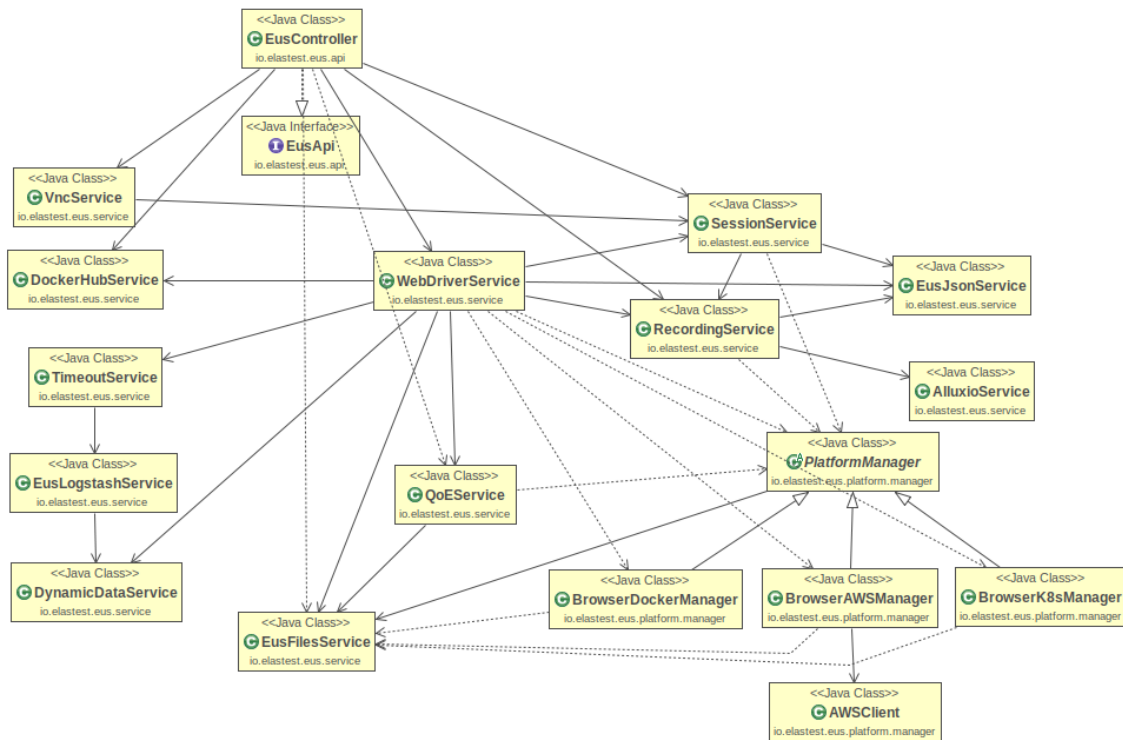 <<Java Class>>
EusController
io.elastest.eus.api
<<Java Interface>>
EusApi
io.elastest.eus.api
<<Java Class>>
VncService
io.elastest.eus.service
<<Java Class>>
SessionService
io.elastest.eus.service
<<Java Class>>
DockerHubService
io.elastest.eus.service
<<Java Class>>
WebDriverService
io.elastest.eus.service
<<Java Class>>
EusJsonService
io.elastest.eus.service
<<Java Class>>
RecordingService
io.elastest.eus.service
<<Java Class>>
TimeoutService
io.elastest.eus.service
<<Java Class>>
AlluxioService
io.elastest.eus.service
<<Java Class>>
PlatformManager
io.elastest.eus.platform.manager
<<Java Class>>
EusLogstashService
io.elastest.eus.service
<<Java Class>>
QoEService
io.elastest.eus.service
<<Java Class>>
DynamicDataService
io.elastest.eus.service
<<Java Class>>
BrowserDockerManager
io.elastest.eus.platform.manager
<<Java Class>>
BrowserAWSManager
io.elastest.eus.platform.manager
<<Java Class>>
BrowserK8sManager
io.elastest.eus.platform.manager
<<Java Class>>
EusFilesService
io.elastest.eus.service
<<Java Class>>
AWSClient
io.elastest.eus.platform.manager